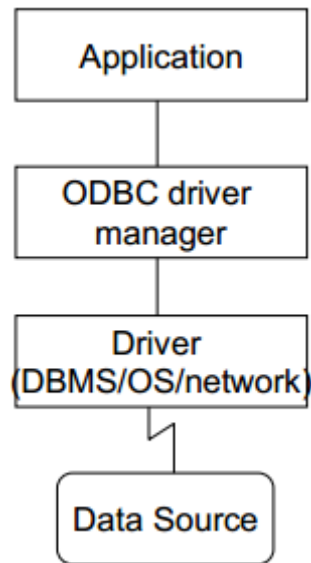 Application
ODBC driver
manager
Driver
(DBMS/OS/network)
Data Source